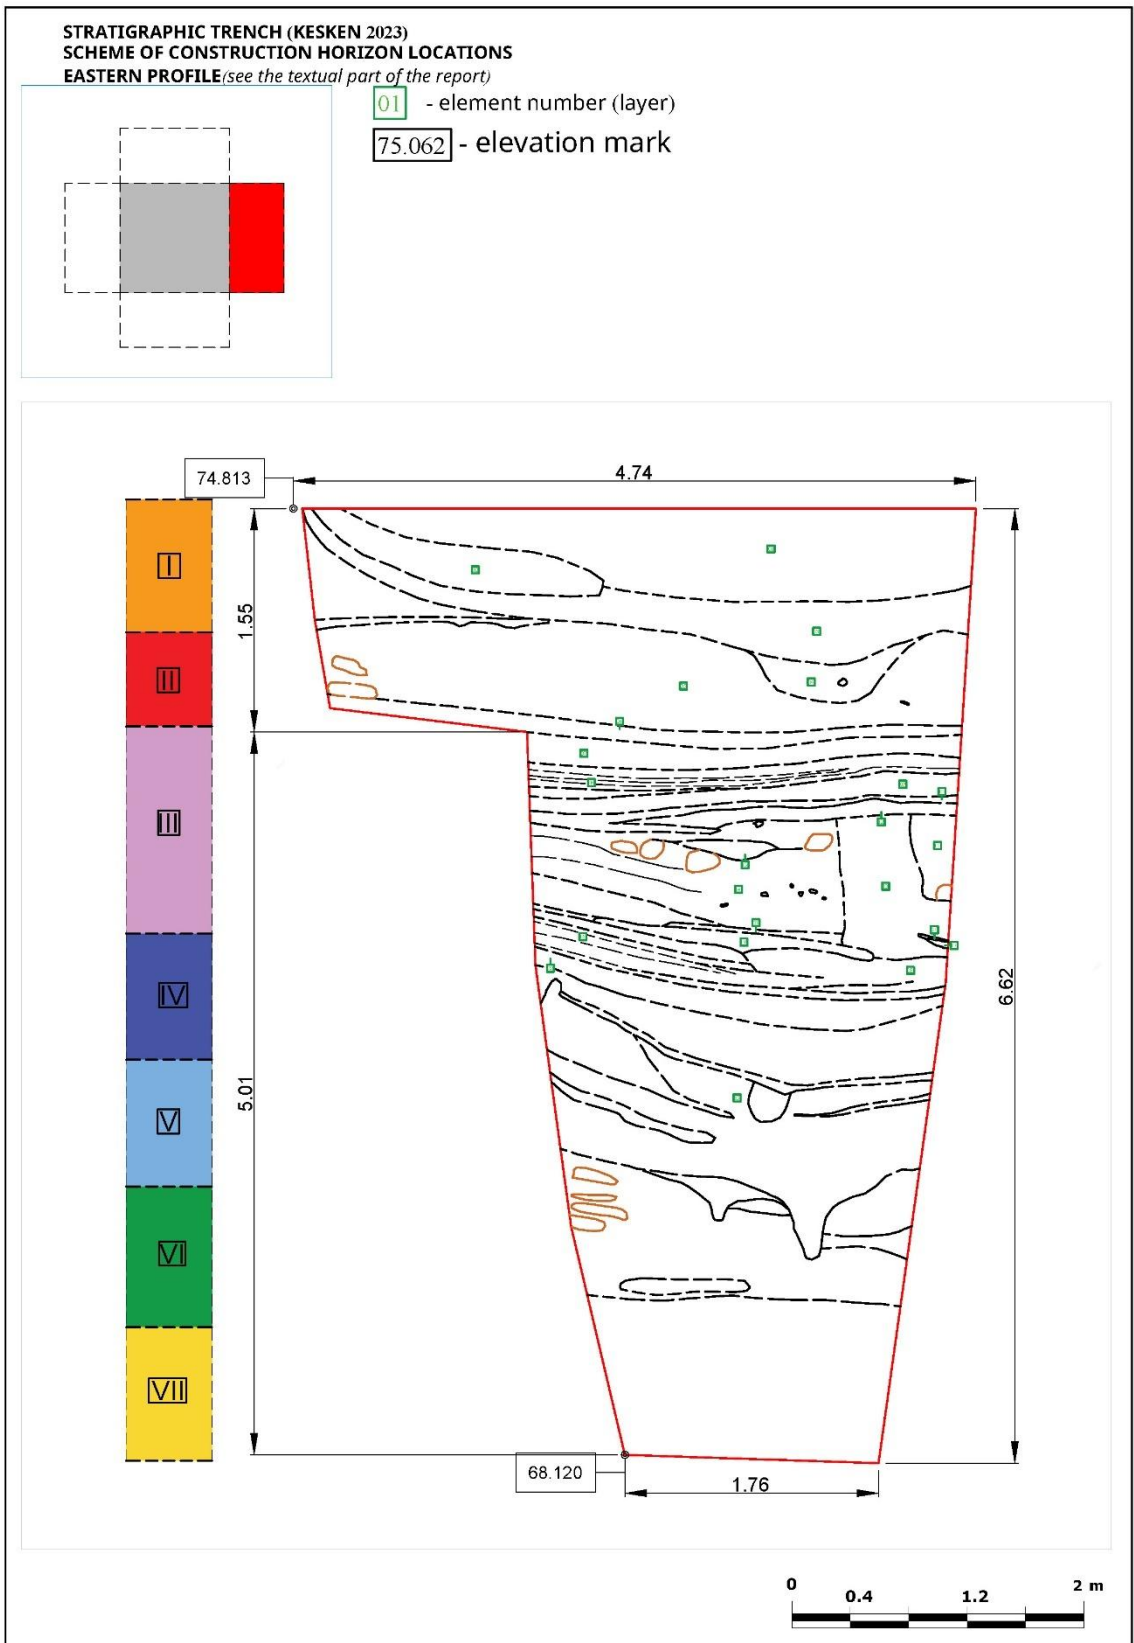 STRATIGRAPHIC TRENCH (KESKEN 2023)
SCHEME OF CONSTRUCTION HORIZON LOCATIONS
EASTERN PROFILE (see the textual part of the report)
01 - element number (layer)
75.062 - elevation mark
74.813
4.74
I
1.55
II
III
IV
6.62
5.01
V
VI
VII
68.120
1.76
0 0.4 1.2 2 m